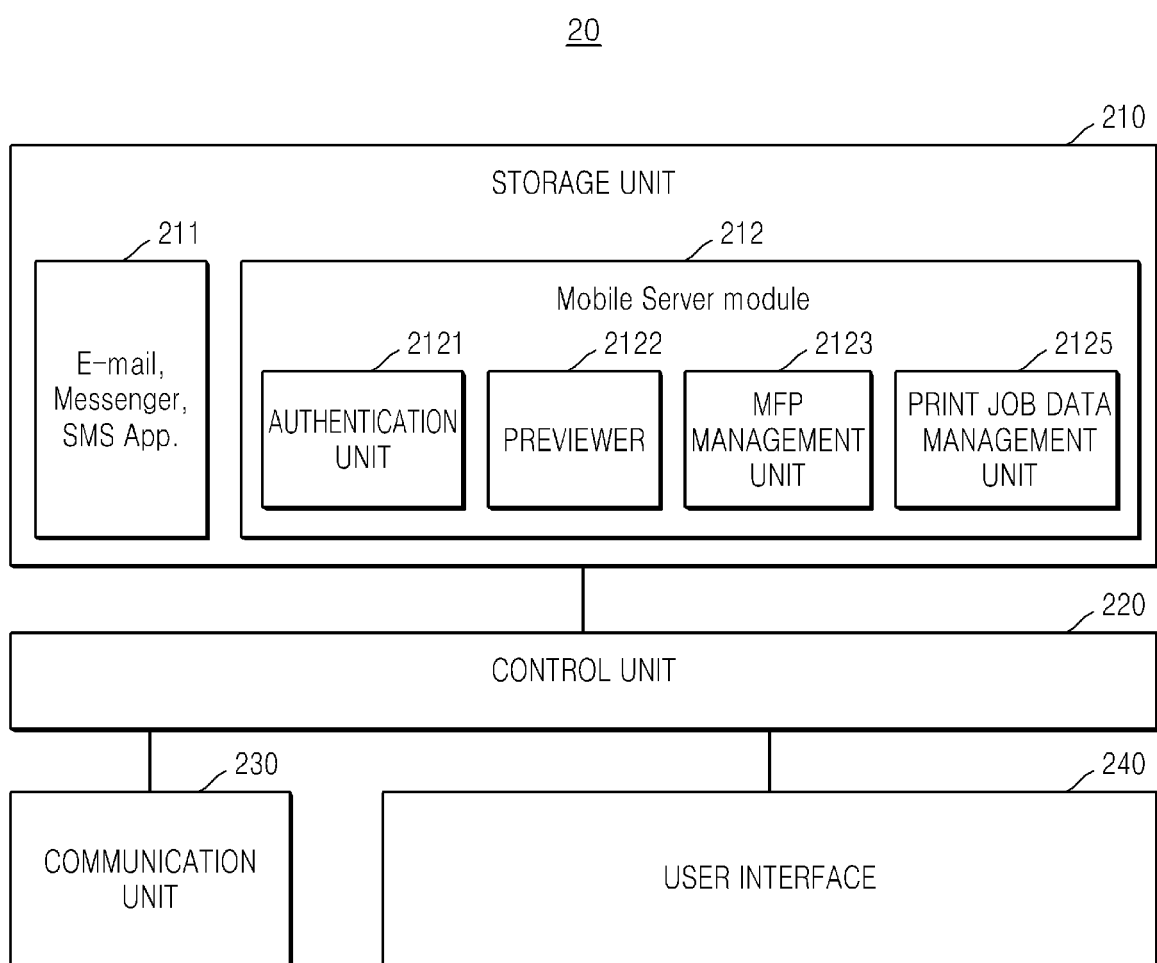 20
210
STORAGE UNIT
211
212
E-mail,
Messenger,
SMS App.
Mobile Server module
2121
2122
2123
2125
AUTHENTICATION
UNIT
PREVIEWER
MFP
MANAGEMENT
UNIT
PRINT JOB DATA
MANAGEMENT
UNIT
220
CONTROL UNIT
230
240
COMMUNICATION
UNIT
USER INTERFACE